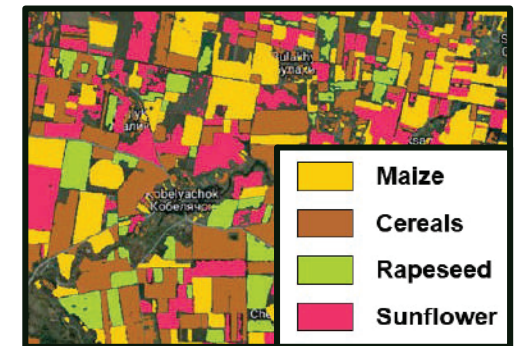 Kobelyachok
Кобелячок
Maize
Cereals
Rapeseed
Sunflower